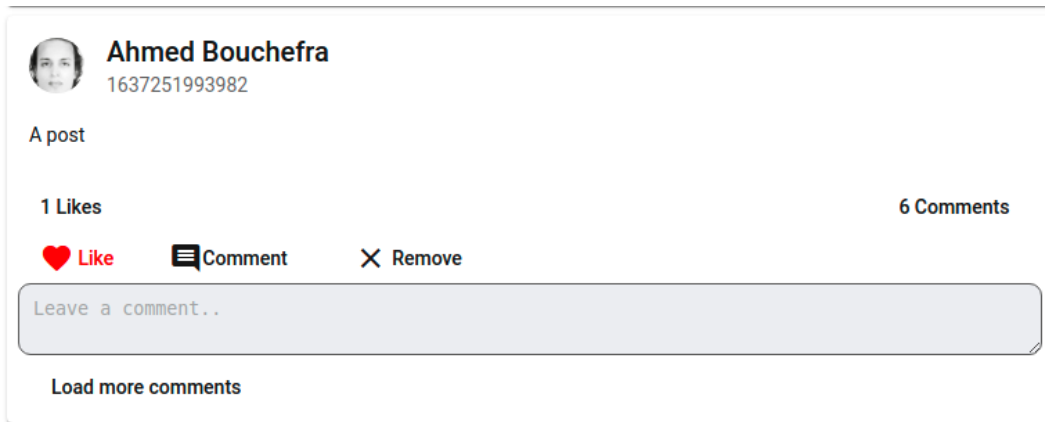 Ahmed Bouchefra
1637251993982
A post
1 Likes 6 Comments
Like Comment Remove
Leave a comment..
Load more comments